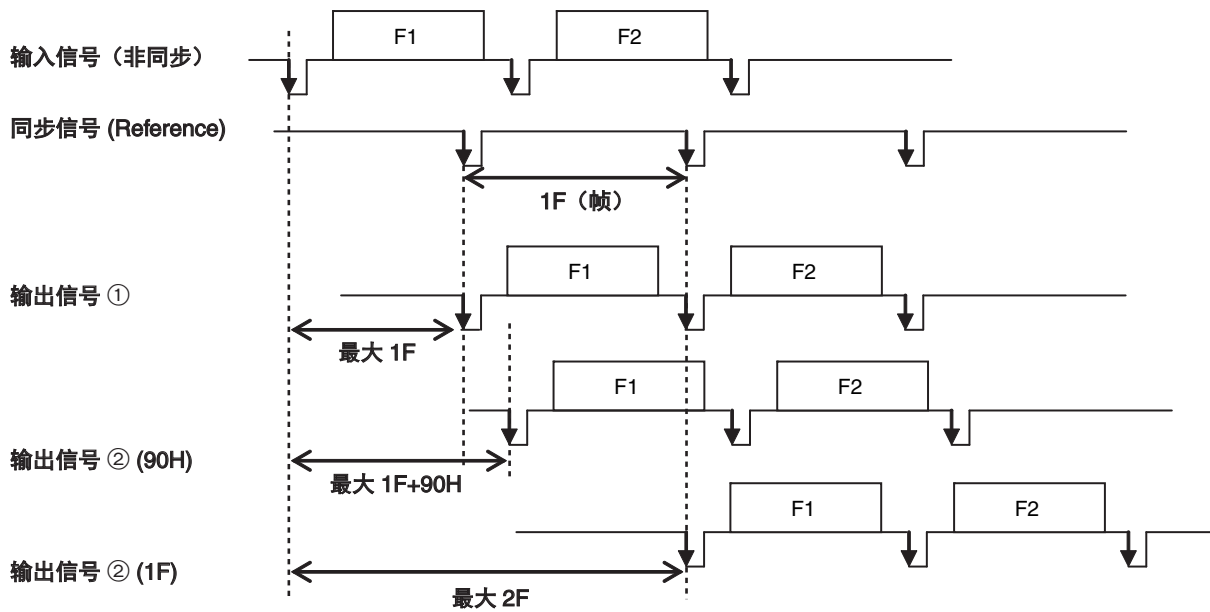 F1
F2
输入信号（非同步）
同步信号 (Reference)
1F（帧）
F1
F2
输出信号 ①
最大 1F
F1
F2
输出信号 ② (90H)
最大 1F+90H
F1
F2
输出信号 ② (1F)
最大 2F